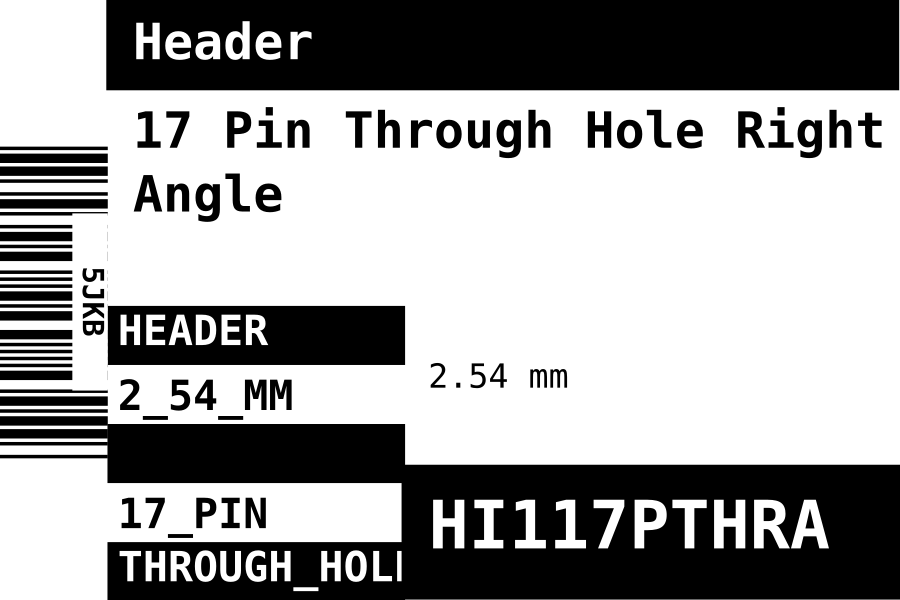 Header
17 Pin Through Hole Right
Angle
5JKB
HEADER
2_54_MM
2.54 mm
17_PIN
HI117PTHRA